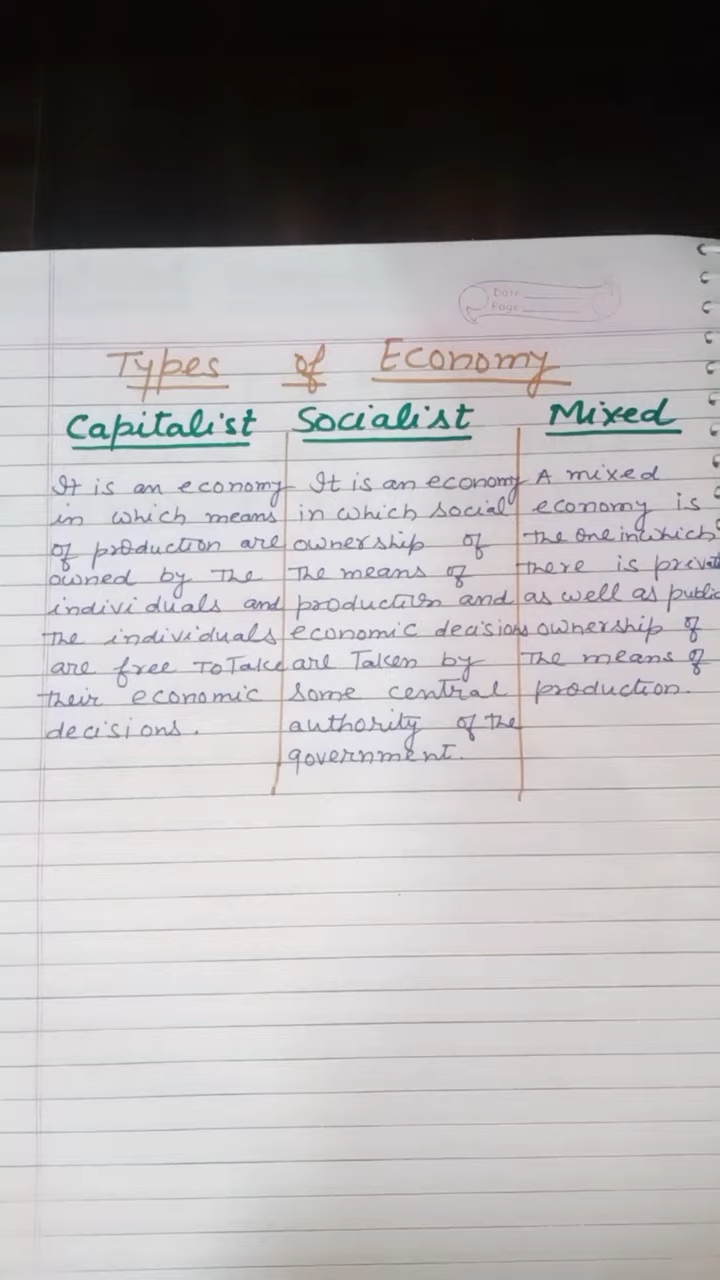 Date
Page
Types of Economy
Capitalist
It is an economy
in which means
of production are
owned by the
individuals and
the individuals
are free to take
their economic
decisions.
Socialist
It is an economy
in which social
ownership of
the means of
production and
economic decisions
are taken by
some central
authority of the
government.
Mixed
A mixed
economy is
the one in which
there is privat
as well as public
ownership of
the means of
production.